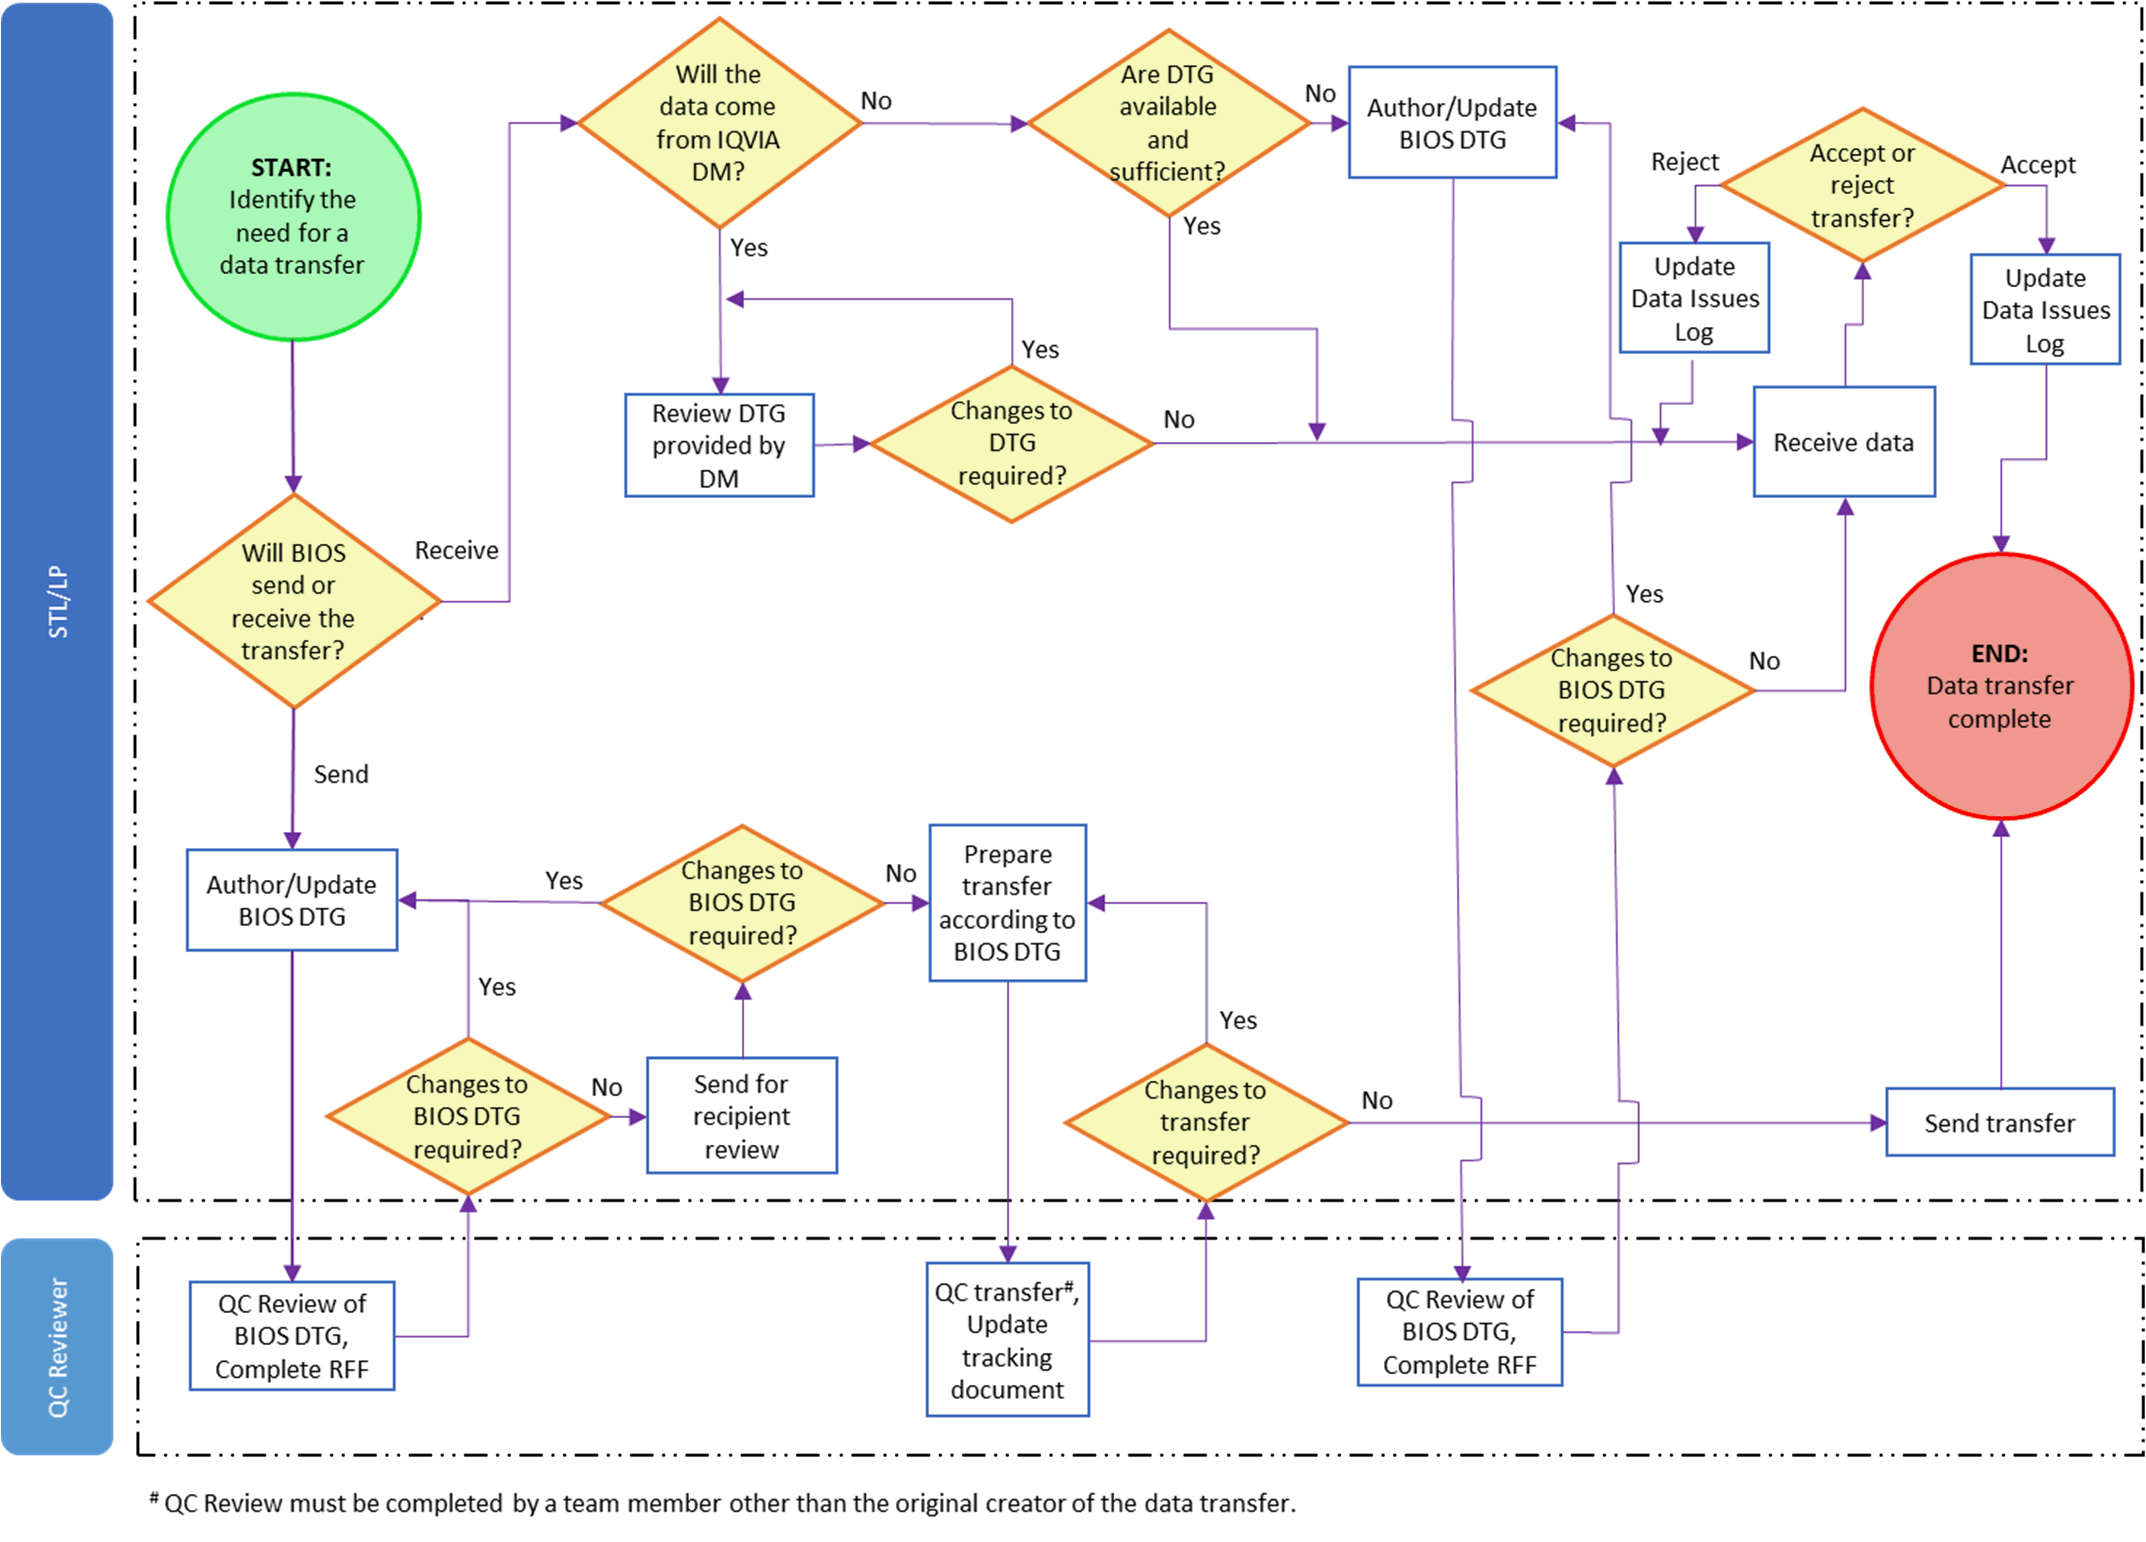 STL/LP
START:
Identify the
need for a
data transfer
Will BIOS
send or
receive the
transfer?
Receive
Send
Will the
data come
from IQVIA
DM?
No
Yes
Are DTG
available
and
sufficient?
No
Yes
Author/Update
BIOS DTG
Review DTG
provided by
DM
Changes to
DTG
required?
Yes
No
Accept or
reject
transfer?
Reject
Accept
Update
Data Issues
Log
Update
Data Issues
Log
Receive data
Changes to
BIOS DTG
required?
Yes
No
END:
Data transfer
complete
Author/Update
BIOS DTG
Yes
Changes to
BIOS DTG
required?
No
Prepare
transfer
according to
BIOS DTG
Yes
Changes to
BIOS DTG
required?
No
Send for
recipient
review
Yes
Changes to
transfer
required?
No
Send transfer
QC Reviewer
QC Review of
BIOS DTG,
Complete RFF
QC transfer#,
Update
tracking
document
QC Review of
BIOS DTG,
Complete RFF
# QC Review must be completed by a team member other than the original creator of the data transfer.